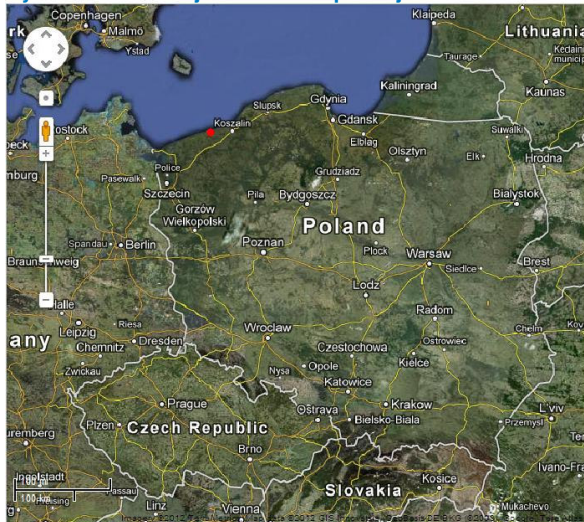 Copenhagen
Malmö
Ystad
Klaipeda
Lithuania
Taurage
Kaunas
Kaliningrad
Gdynia
Gdansk
Slupsk
Koszalin
Elblag
Suwalki
Olsztyn
Elk
Hrodna
Pasewalk
Police
Szczecin
Grudziadz
Bialystok
Gorzów
Wielkopolski
Pila
Bydgoszcz
Poland
Spandau
Berlin
Poznan
Plock
Warsaw
Siedlce
Brest
Lodz
Radom
Leipzig
Riesa
Dresden
Chemnitz
Zwickau
Wroclaw
Czestochowa
Ostrowiec
Chelm
Kielce
Nysa
Opole
Katowice
Prague
Plzen
Czech Republic
Ostrava
Krakow
Bielsko-Biala
Przemysl
L'viv
Brno
Ingolstadt
Passau
Linz
Vienna
Slovakia
Kosice
Mukachevo
100 km